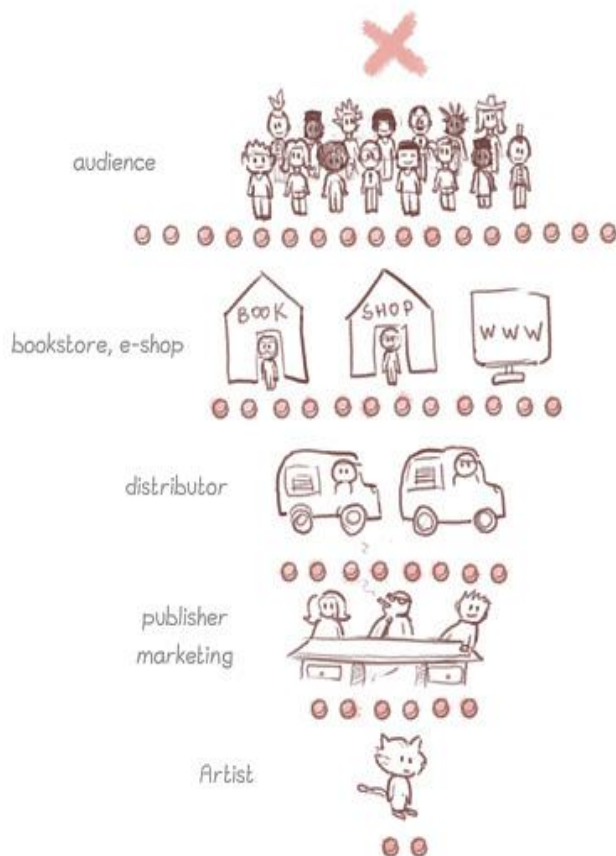 audience
BOOK
SHOP
WWW
bookstore, e-shop
distributor
publisher
marketing
Artist